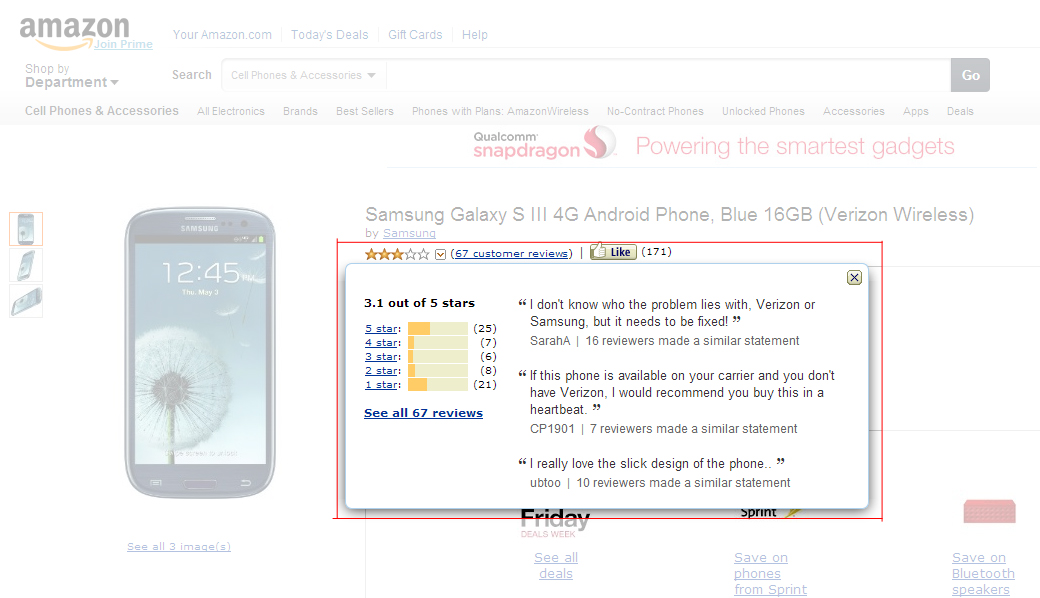 amazon
Join Prime
Your Amazon.com
Today's Deals
Gift Cards
Help
Shop by
Department
Search
Cell Phones & Accessories
Go
Cell Phones & Accessories
All Electronics
Brands
Best Sellers
Phones with Plans: AmazonWireless
No-Contract Phones
Unlocked Phones
Accessories
Apps
Deals
Qualcomm
snapdragon
Powering the smartest gadgets
Samsung Galaxy S III 4G Android Phone, Blue 16GB (Verizon Wireless)
by Samsung
(67 customer reviews) | Like (171)
SAMSUNG
12:45
Thu, May 3
See all 3 image(s)
3.1 out of 5 stars
5 star: (25)
4 star: (7)
3 star: (6)
2 star: (8)
1 star: (21)
See all 67 reviews
“ I don't know who the problem lies with, Verizon or
Samsung, but it needs to be fixed! ”
SarahA | 16 reviewers made a similar statement
“ If this phone is available on your carrier and you don't
have Verizon, I would recommend you buy this in a
heartbeat. ”
CP1901 | 7 reviewers made a similar statement
“ I really love the slick design of the phone.. ”
ubtoo | 10 reviewers made a similar statement
Friday
DEALS WEEK
See all
deals
Sprint
Save on
phones
from Sprint
Save on
Bluetooth
speakers